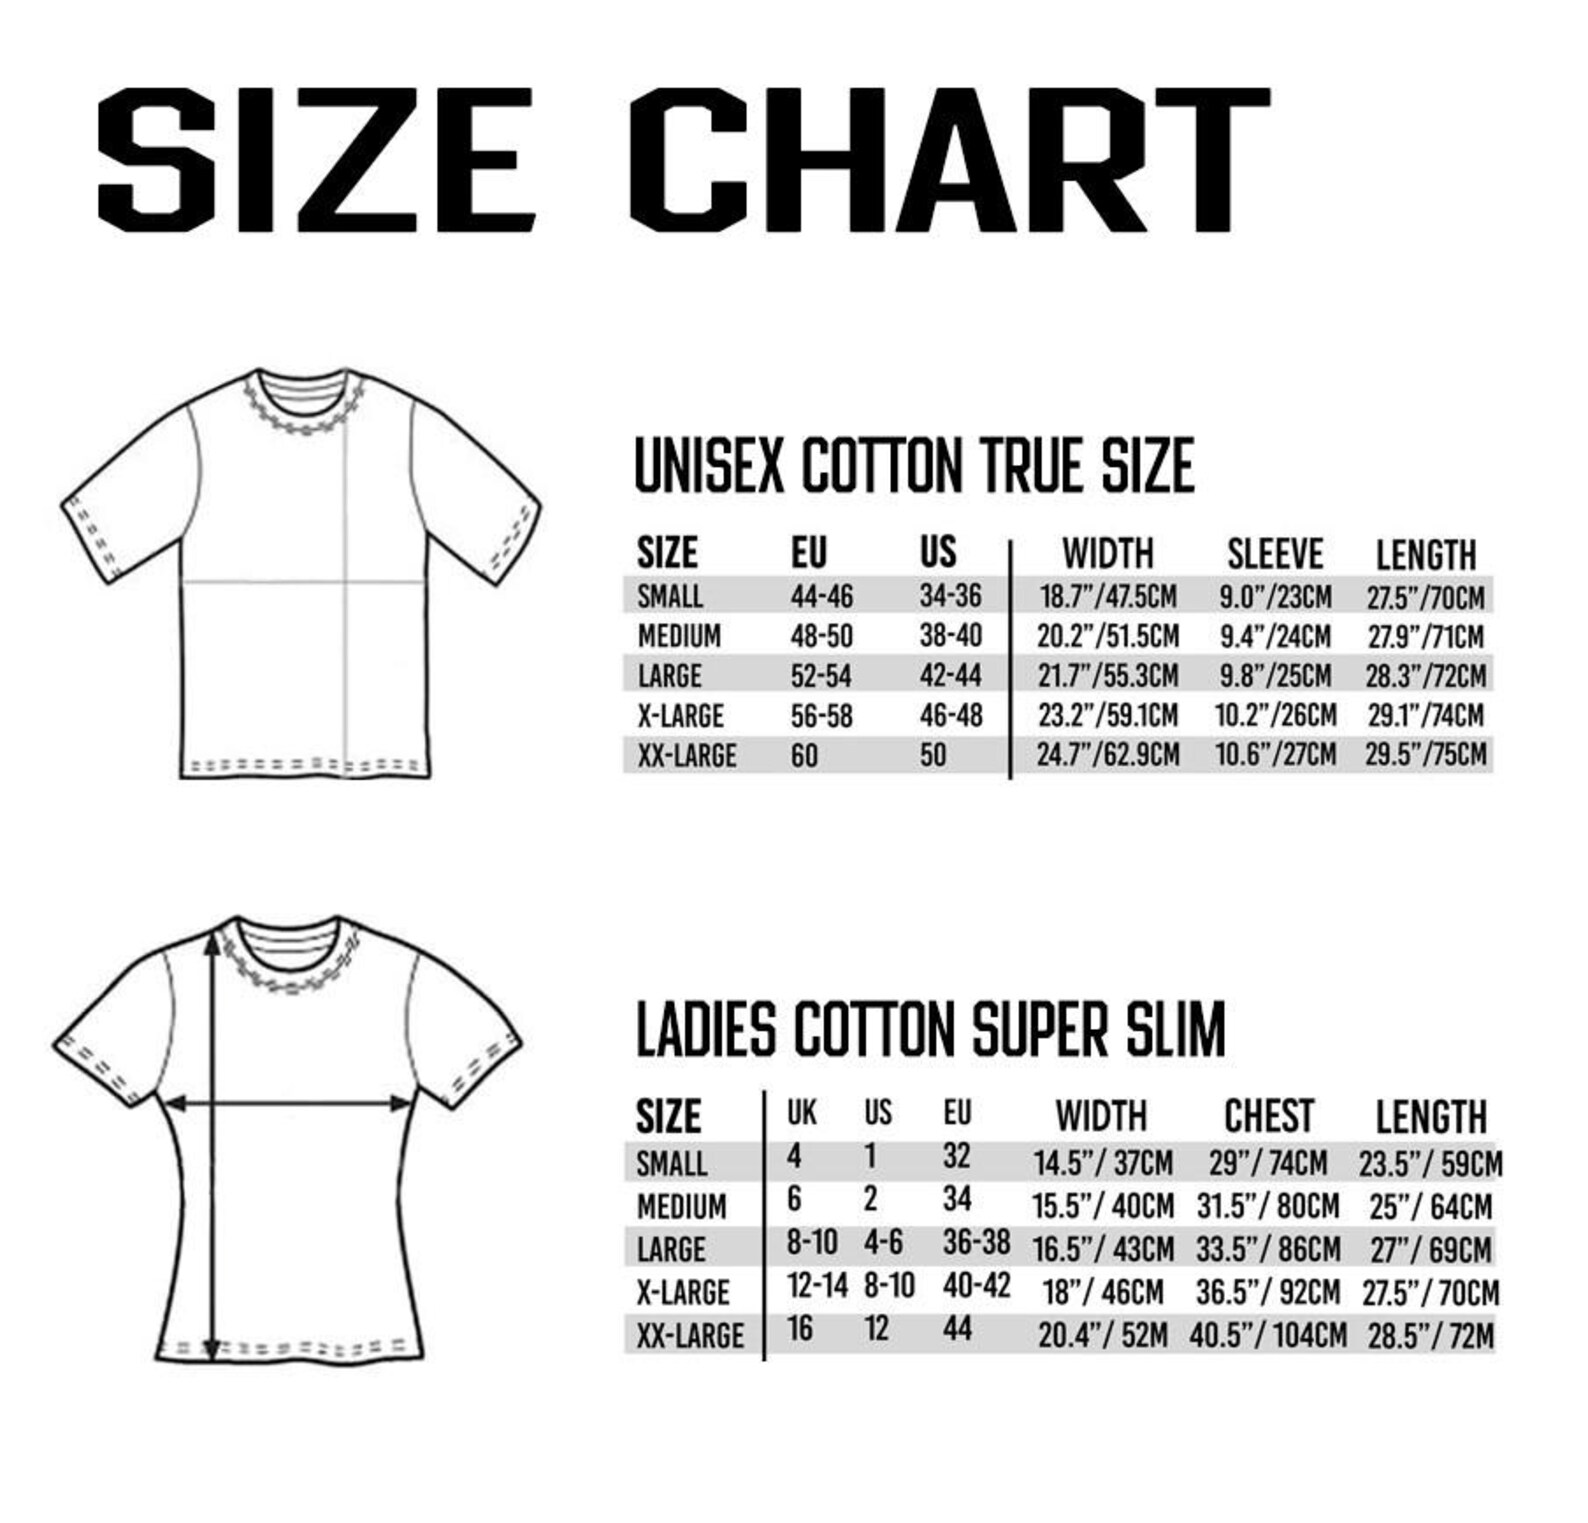 SIZE CHART
UNISEX COTTON TRUE SIZE
SIZE EU US WIDTH SLEEVE LENGTH
SMALL 44-46 34-36 18.7”/47.5CM 9.0”/23CM 27.5”/70CM
MEDIUM 48-50 38-40 20.2”/51.5CM 9.4”/24CM 27.9”/71CM
LARGE 52-54 42-44 21.7”/55.3CM 9.8”/25CM 28.3”/72CM
X-LARGE 56-58 46-48 23.2”/59.1CM 10.2”/26CM 29.1”/74CM
XX-LARGE 60 50 24.7”/62.9CM 10.6”/27CM 29.5”/75CM
LADIES COTTON SUPER SLIM
SIZE UK US EU WIDTH CHEST LENGTH
SMALL 4 1 32 14.5”/ 37CM 29”/ 74CM 23.5”/ 59CM
MEDIUM 6 2 34 15.5”/ 40CM 31.5”/ 80CM 25”/ 64CM
LARGE 8-10 4-6 36-38 16.5”/ 43CM 33.5”/ 86CM 27”/ 69CM
X-LARGE 12-14 8-10 40-42 18”/ 46CM 36.5”/ 92CM 27.5”/ 70CM
XX-LARGE 16 12 44 20.4”/ 52M 40.5”/ 104CM 28.5”/ 72M